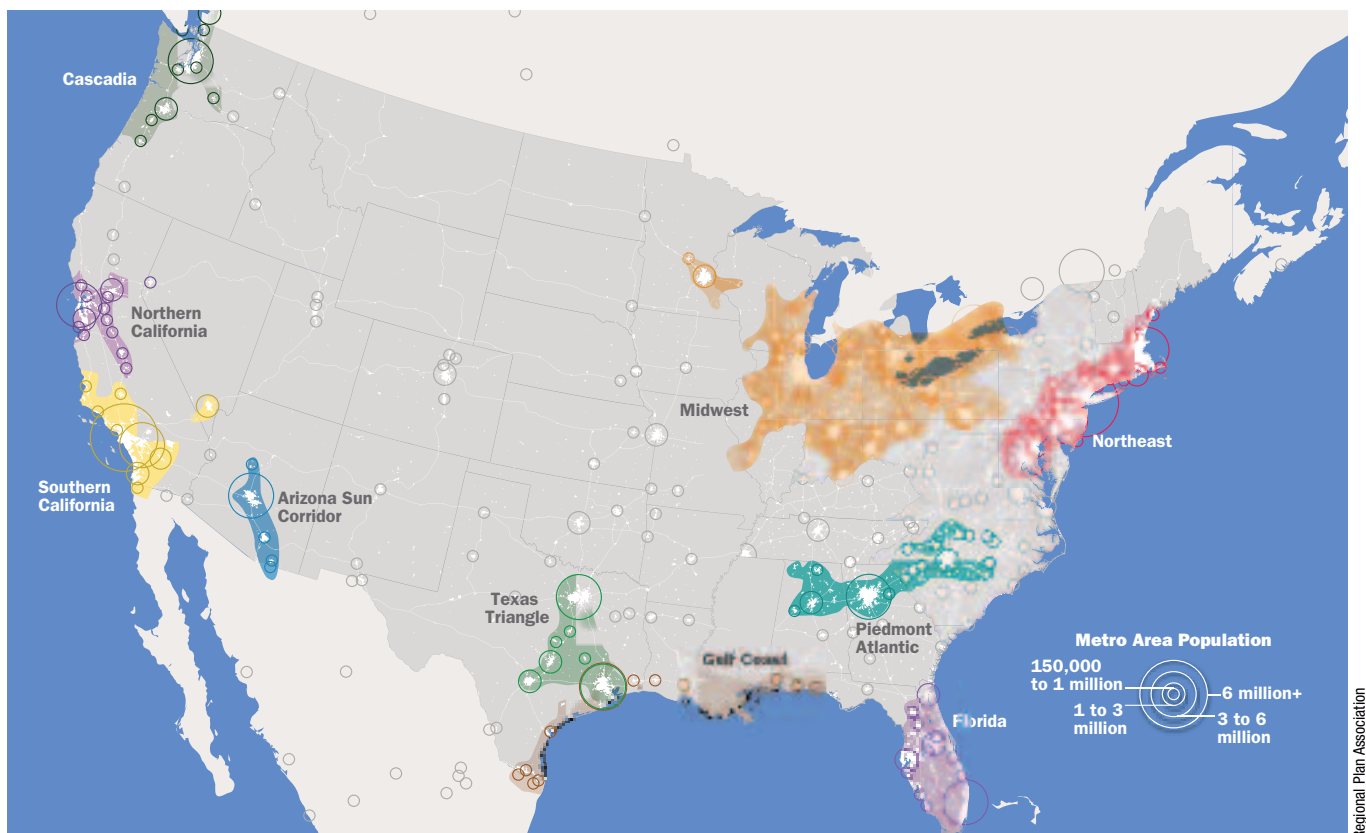 Cascadia
Northern
California
Southern
California
Arizona Sun
Corridor
Texas
Triangle
Midwest
Northeast
Piedmont
Atlantic
Gulf Coast
Florida
Metro Area Population
150,000
to 1 million
1 to 3
million
6 million+
3 to 6
million
Regional Plan Association